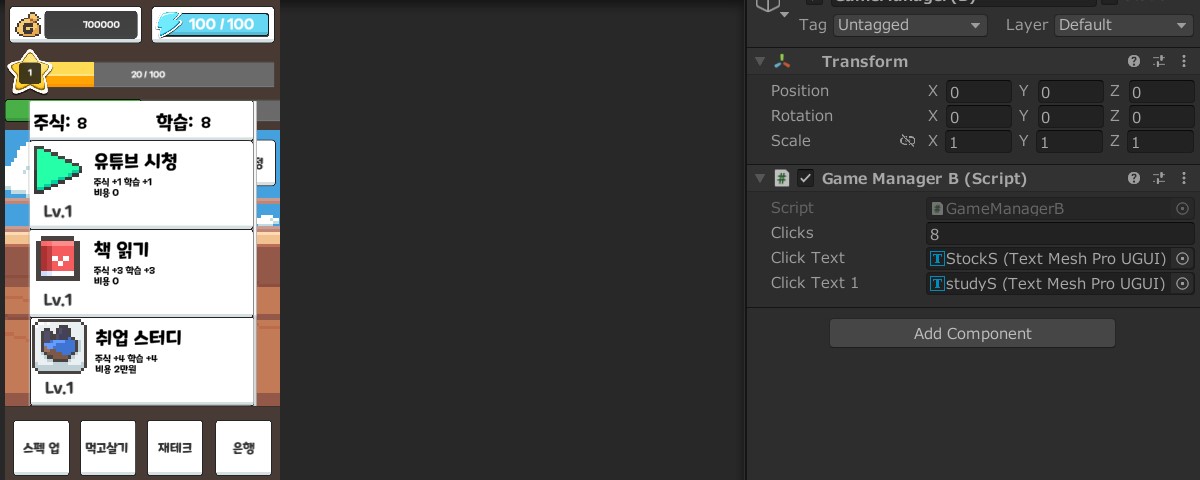 700000
100 / 100
1
20 / 100
주식: 8 학습: 8
유튜브 시청
주식 +1 학습 +1
비용 0
Lv.1
책 읽기
주식 +3 학습 +3
비용 0
Lv.1
취업 스터디
주식 +4 학습 +4
비용 2만원
Lv.1
스펙 업
먹고살기
재테크
은행
Tag Untagged Layer Default
Transform
Position X 0 Y 0 Z 0
Rotation X 0 Y 0 Z 0
Scale X 1 Y 1 Z 1
Game Manager B (Script)
Script GameManagerB
Clicks 8
Click Text StockS (Text Mesh Pro UGUI)
Click Text 1 studyS (Text Mesh Pro UGUI)
Add Component